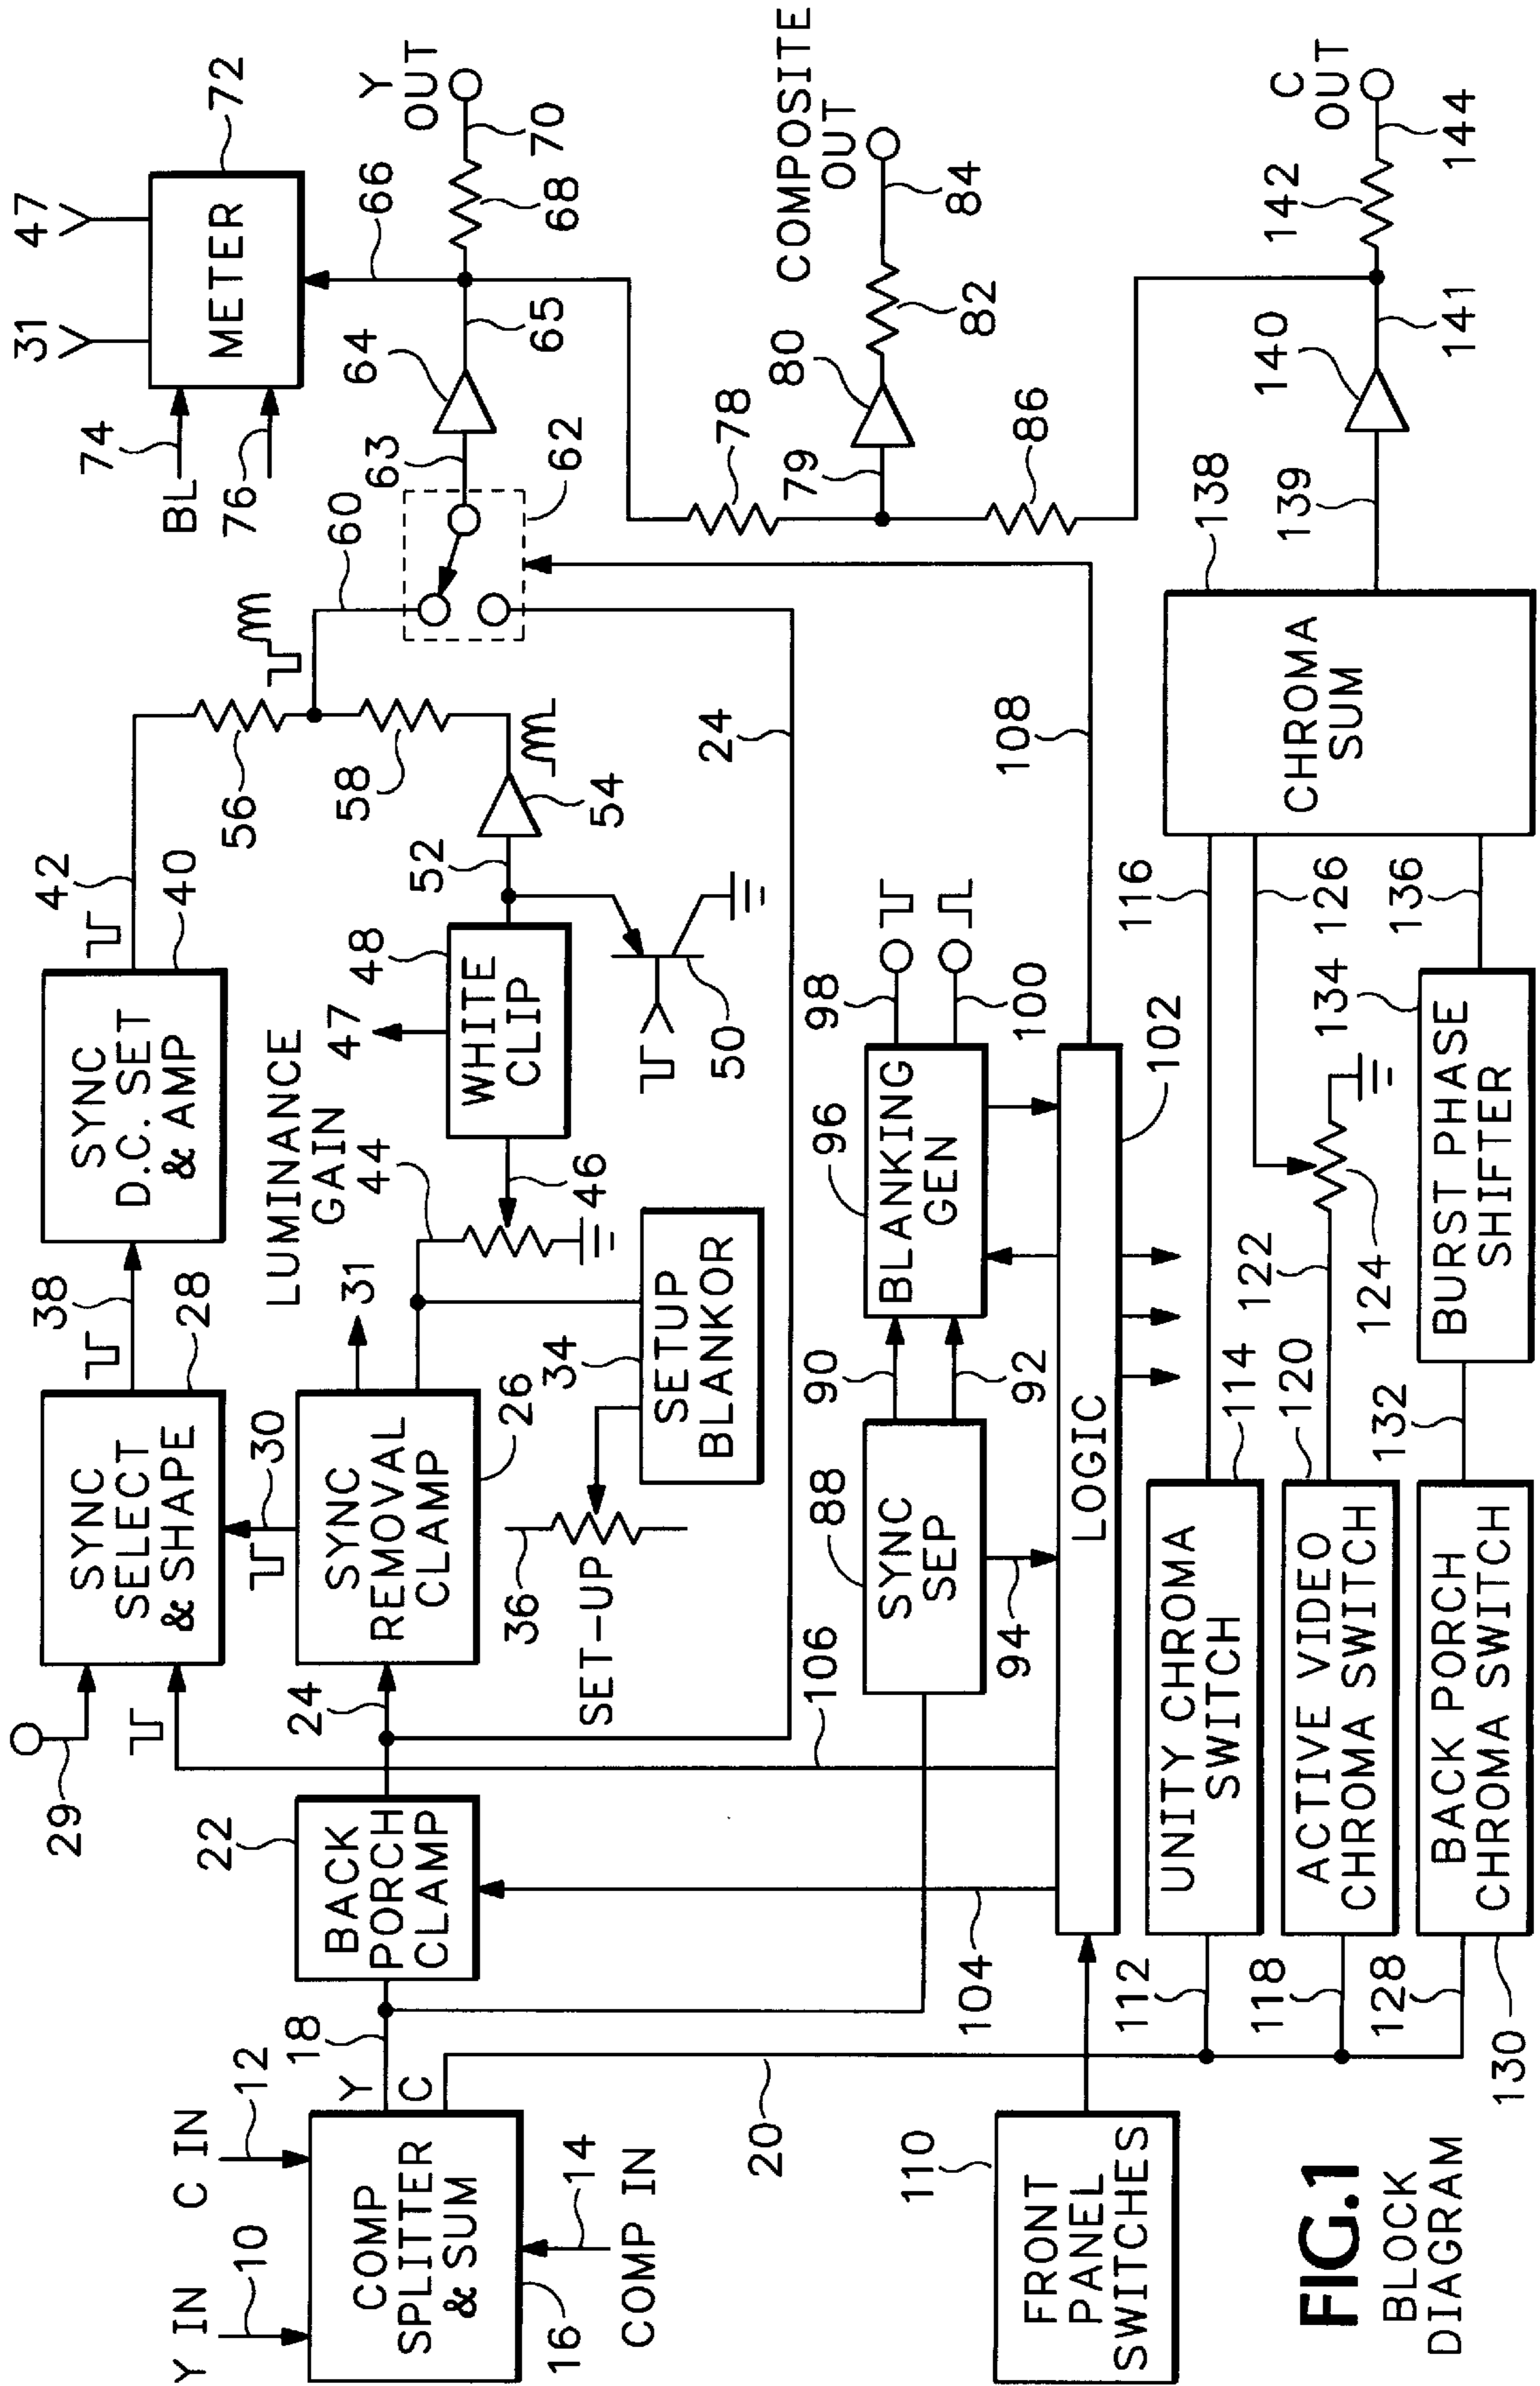 Y IN
10
C IN
12
COMP
SPLITTER
& SUM
16
14
COMP IN
Y
C
18
20
22
BACK
PORCH
CLAMP
24
29
SYNC
SELECT
& SHAPE
28
30
SYNC
REMOVAL
CLAMP
26
31
38
SYNC
D.C. SET
& AMP
40
42
36
SET-UP
34
SETUP
BLANKOR
LUMINANCE
GAIN
44
46
47
WHITE
CLIP
48
50
52
54
56
58
60
24
62
63
64
65
66
68
70
Y
OUT
BL
74
76
METER
72
31
47
78
79
80
82
84
COMPOSITE
OUT
86
88
SYNC
SEP
90
92
94
96
BLANKING
GEN
98
100
LOGIC
102
104
106
108
110
FRONT
PANEL
SWITCHES
112
UNITY CHROMA
SWITCH
114
116
118
ACTIVE VIDEO
CHROMA SWITCH
120
122
124
126
128
130
BACK PORCH
CHROMA SWITCH
132
BURST PHASE
SHIFTER
134
136
CHROMA
SUM
138
139
140
141
142
144
C
OUT
FIG.1
BLOCK
DIAGRAM